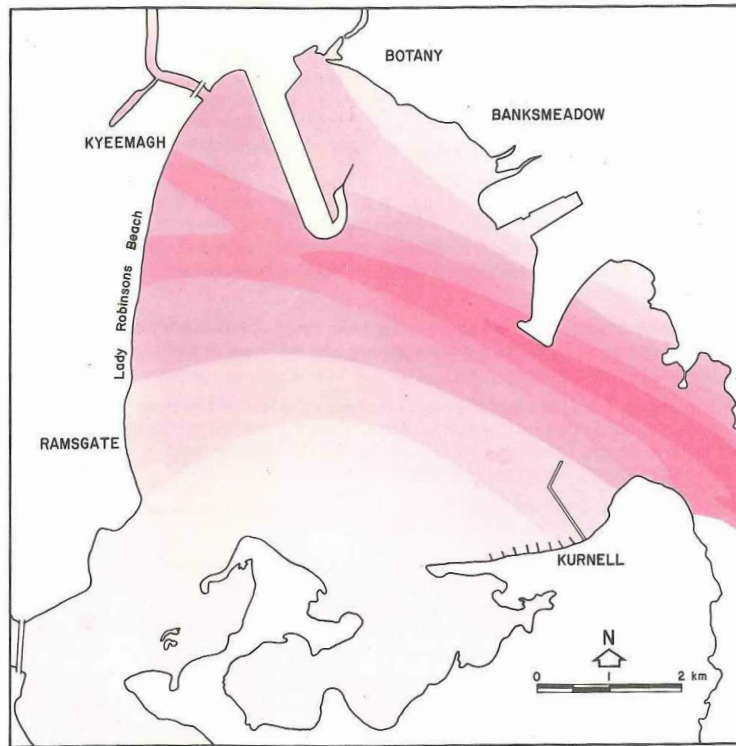 BOTANY
BANKSMEADOW
KYEEMAGH
Lady Robinsons Beach
RAMSGATE
KURNELL
N
0 1 2 km